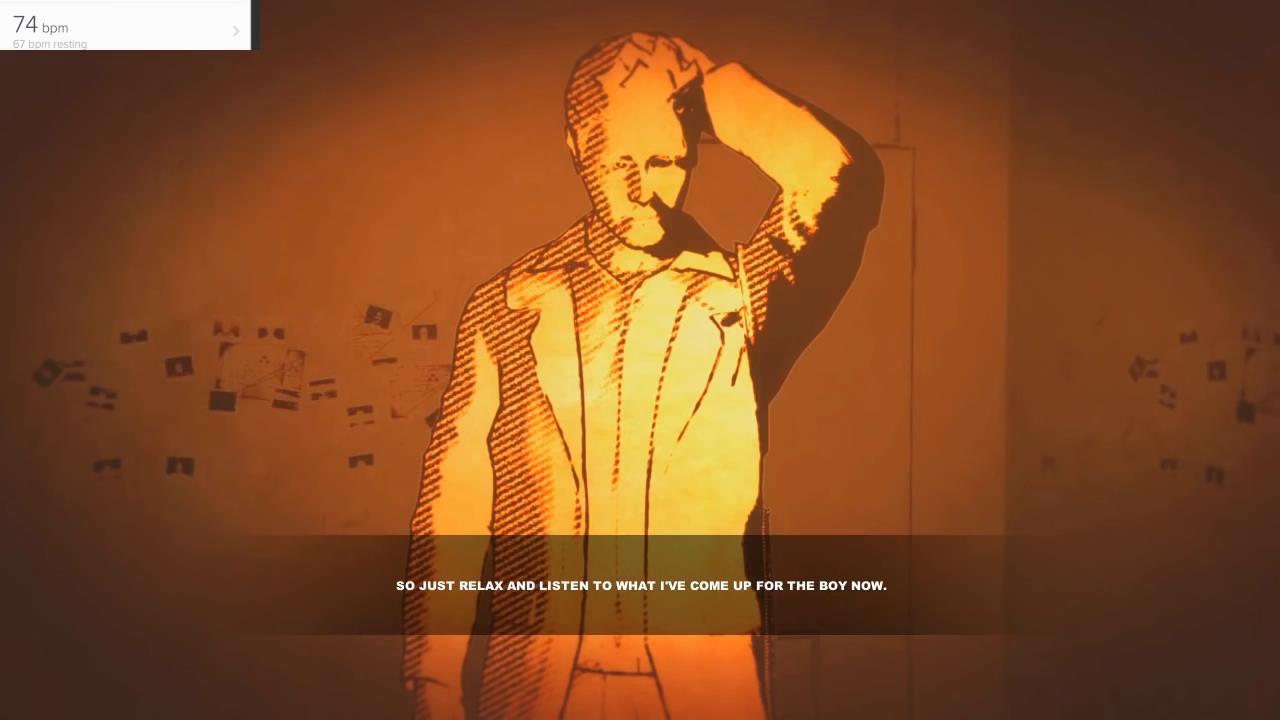 74 bpm
67 bpm resting
SO JUST RELAX AND LISTEN TO WHAT I'VE COME UP FOR THE BOY NOW.